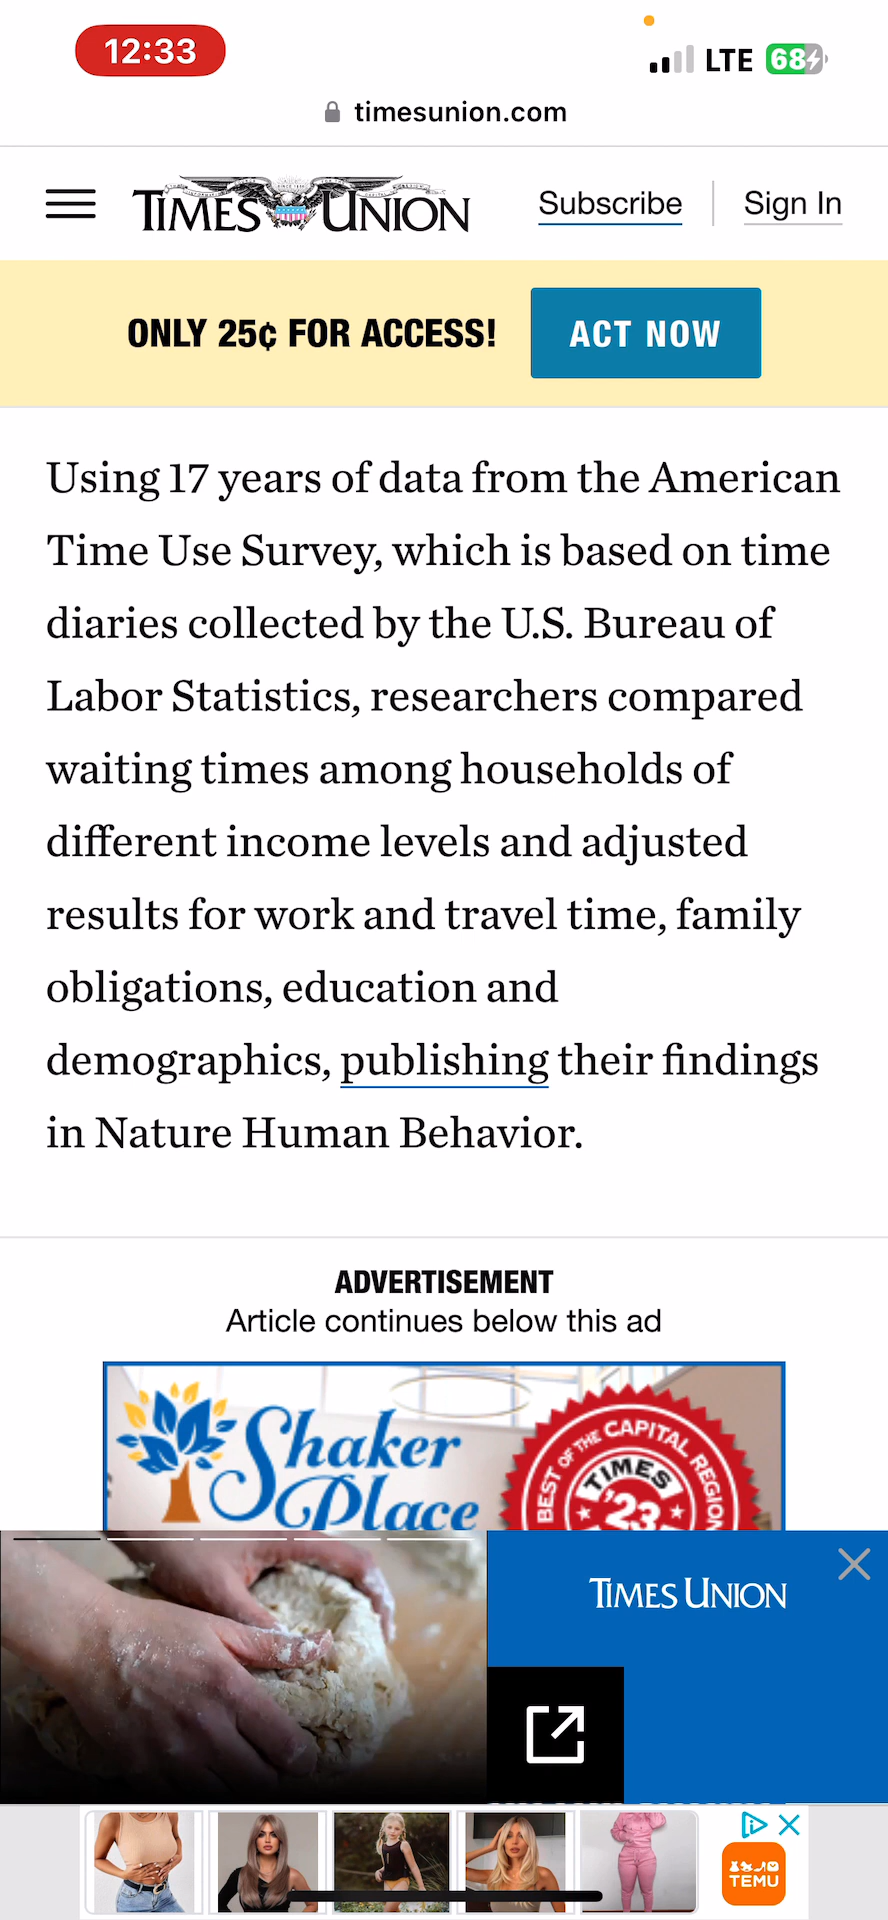 12:33
LTE 68
timesunion.com
TIMES UNION
Subscribe
Sign In
ONLY 25¢ FOR ACCESS!
ACT NOW
Using 17 years of data from the American
Time Use Survey, which is based on time
diaries collected by the U.S. Bureau of
Labor Statistics, researchers compared
waiting times among households of
different income levels and adjusted
results for work and travel time, family
obligations, education and
demographics, publishing their findings
in Nature Human Behavior.
ADVERTISEMENT
Article continues below this ad
Shaker
Place
BEST OF THE CAPITAL REGION
TIMES
'23
TIMES UNION
TEMU